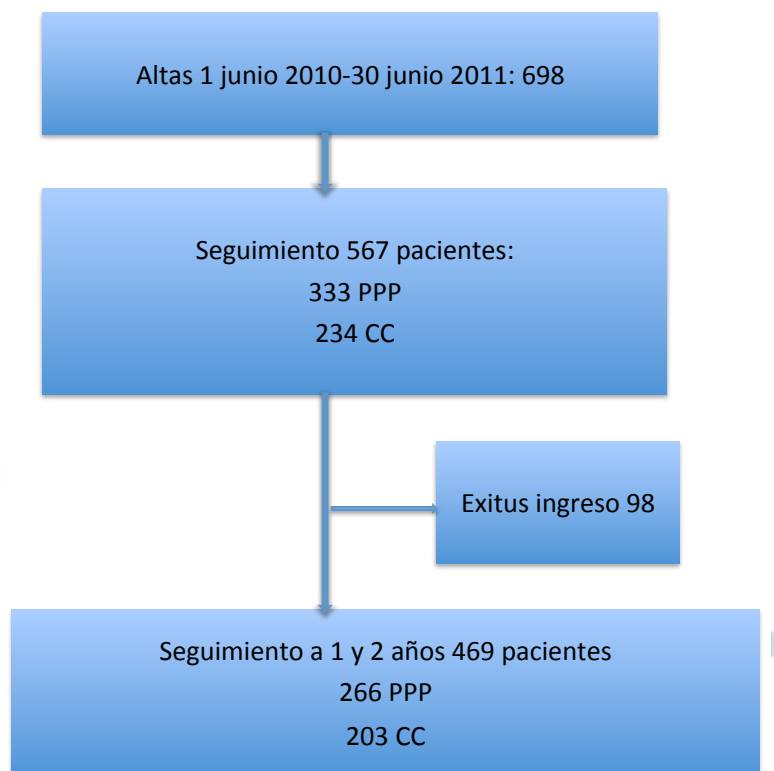 Altas 1 junio 2010-30 junio 2011: 698
Seguimiento 567 pacientes:
333 PPP
234 CC
Exitus ingreso 98
Seguimiento a 1 y 2 años 469 pacientes
266 PPP
203 CC